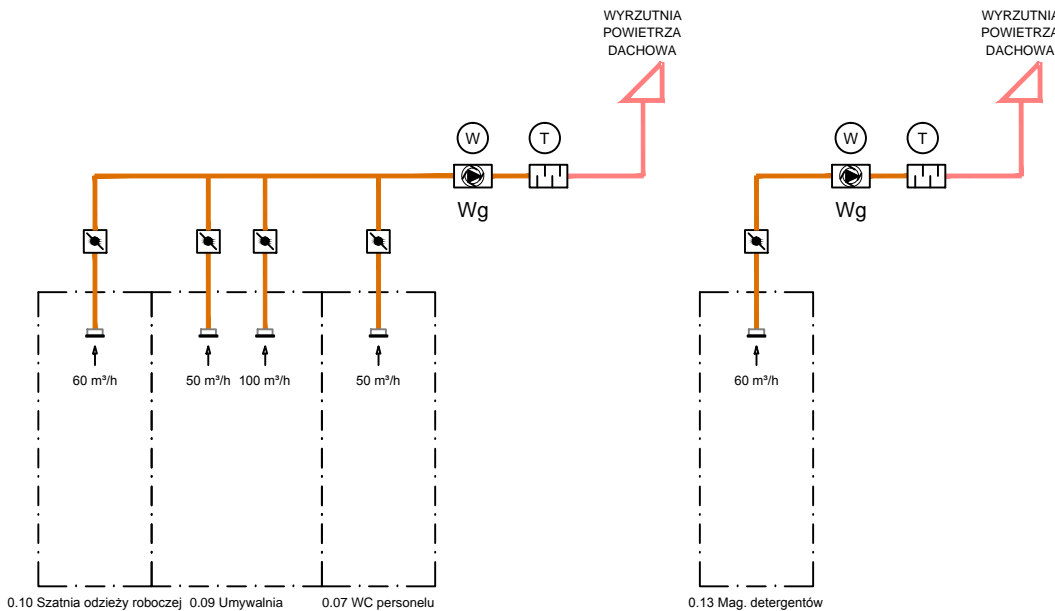 WYRZUTNIA
POWIETRZA
DACHOWA
WYRZUTNIA
POWIETRZA
DACHOWA
W
T
W
T
Wg
Wg
60 m³/h
50 m³/h
100 m³/h
50 m³/h
60 m³/h
0.10 Szatnia odzieży roboczej
0.09 Umywalnia
0.07 WC personelu
0.13 Mag. detergentów